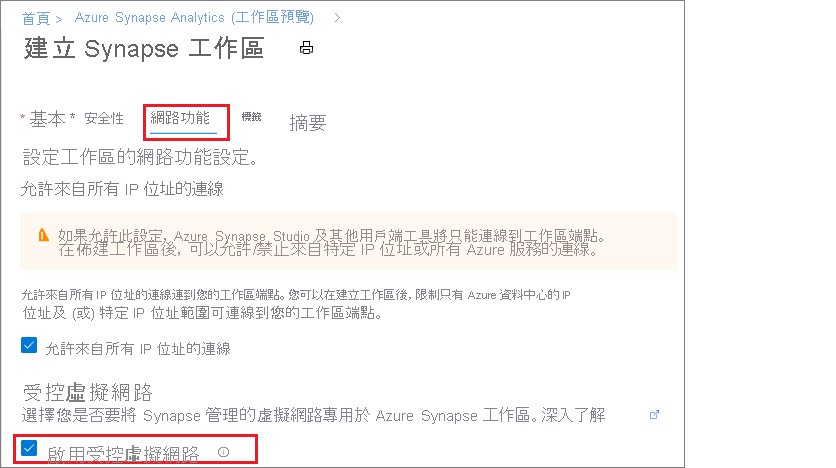 首頁 > Azure Synapse Analytics (工作區預覽) >
建立 Synapse 工作區
* 基本 * 安全性 網路功能 標籤 摘要
設定工作區的網路功能設定。
允許來自所有 IP 位址的連線
如果允許此設定, Azure Synapse Studio 及其他用戶端工具將只能連線到工作區端點。
在佈建工作區後, 可以允許/禁止來自特定 IP 位址或所有 Azure 服務的連線。
允許來自所有 IP 位址的連線連到您的工作區端點。您可以在建立工作區後, 限制只有 Azure 資料中心的 IP
位址及 (或) 特定 IP 位址範圍可連線到您的工作區端點。
允許來自所有 IP 位址的連線
受控虛擬網路
選擇您是否要將 Synapse 管理的虛擬網路專用於 Azure Synapse 工作區。深入了解
啟用受控虛擬網路